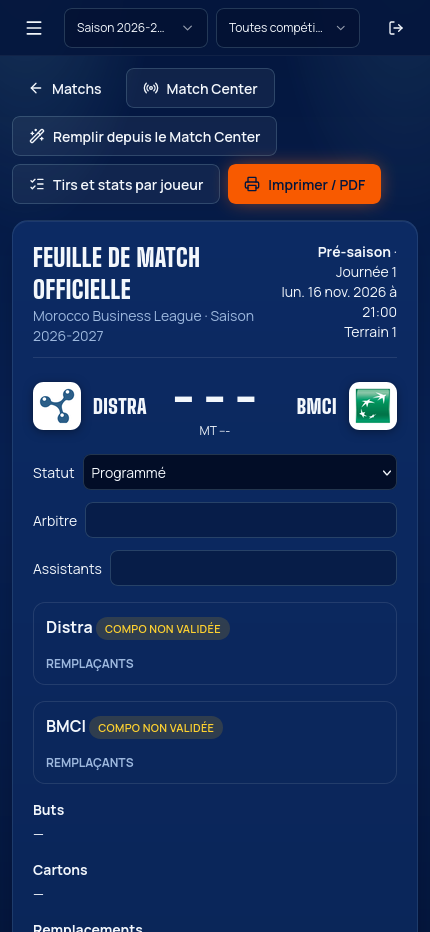 Saison 2026-2...
Toutes compéti...
Matchs
Match Center
Remplir depuis le Match Center
Tirs et stats par joueur
Imprimer / PDF
FEUILLE DE MATCH
OFFICIELLE
Morocco Business League · Saison
2026-2027
Pré-saison ·
Journée 1
lun. 16 nov. 2026 à
21:00
Terrain 1
DISTRA
– – –
BMCI
MT –-
Statut
Programmé
Arbitre
Assistants
Distra COMPO NON VALIDÉE
REMPLAÇANTS
BMCI COMPO NON VALIDÉE
REMPLAÇANTS
Buts
—
Cartons
—
Remplacements